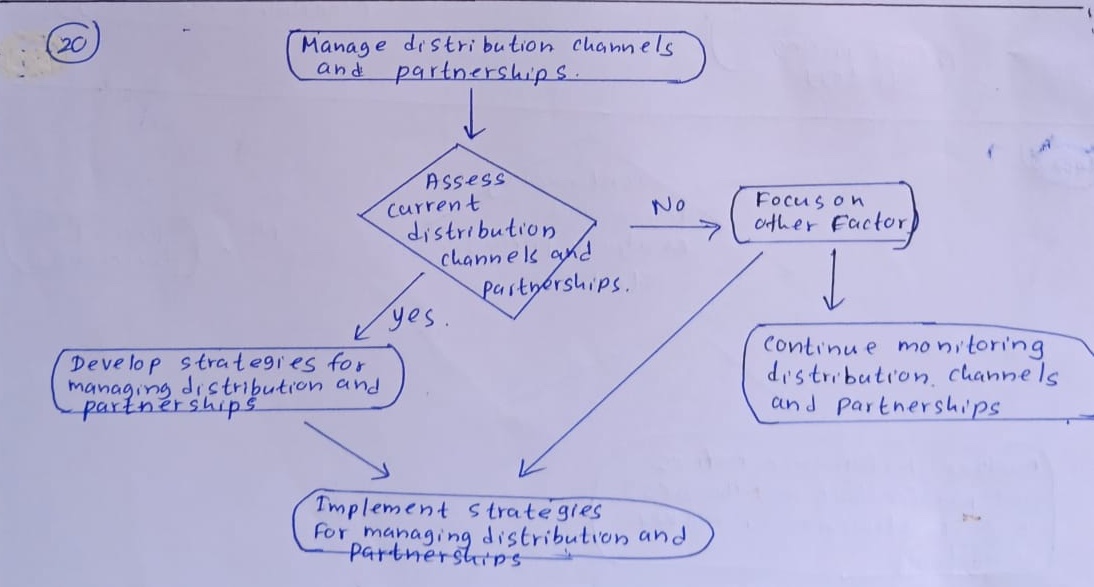 20
Manage distribution channels
and partnerships.
Assess
current
distribution
channels and
partnerships.
No
Focus on
other Factor
yes.
Continue monitoring
distribution channels
and partnerships
Develop strategies for
managing distribution and
partnerships
Implement strategies
For managing distribution and
partnerships